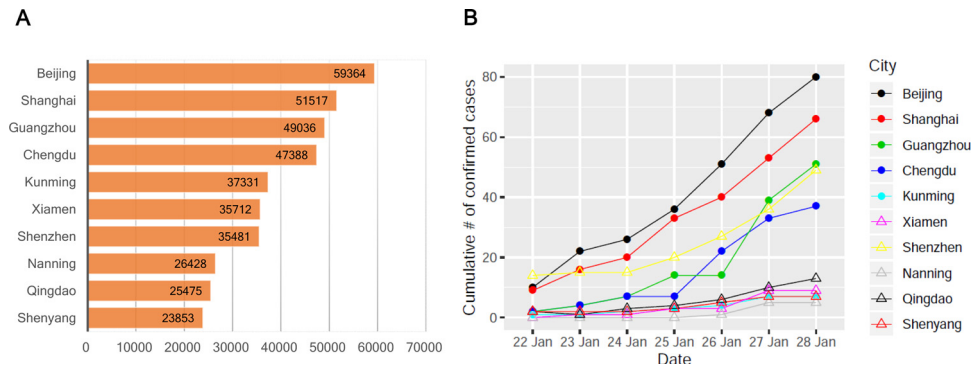 A
Beijing 59364
Shanghai 51517
Guangzhou 49036
Chengdu 47388
Kunming 37331
Xiamen 35712
Shenzhen 35481
Nanning 26428
Qingdao 25475
Shenyang 23853
0 10000 20000 30000 40000 50000 60000 70000
B
Cumulative # of confirmed cases
80
60
40
20
0
22 Jan 23 Jan 24 Jan 25 Jan 26 Jan 27 Jan 28 Jan
Date
City
Beijing
Shanghai
Guangzhou
Chengdu
Kunming
Xiamen
Shenzhen
Nanning
Qingdao
Shenyang